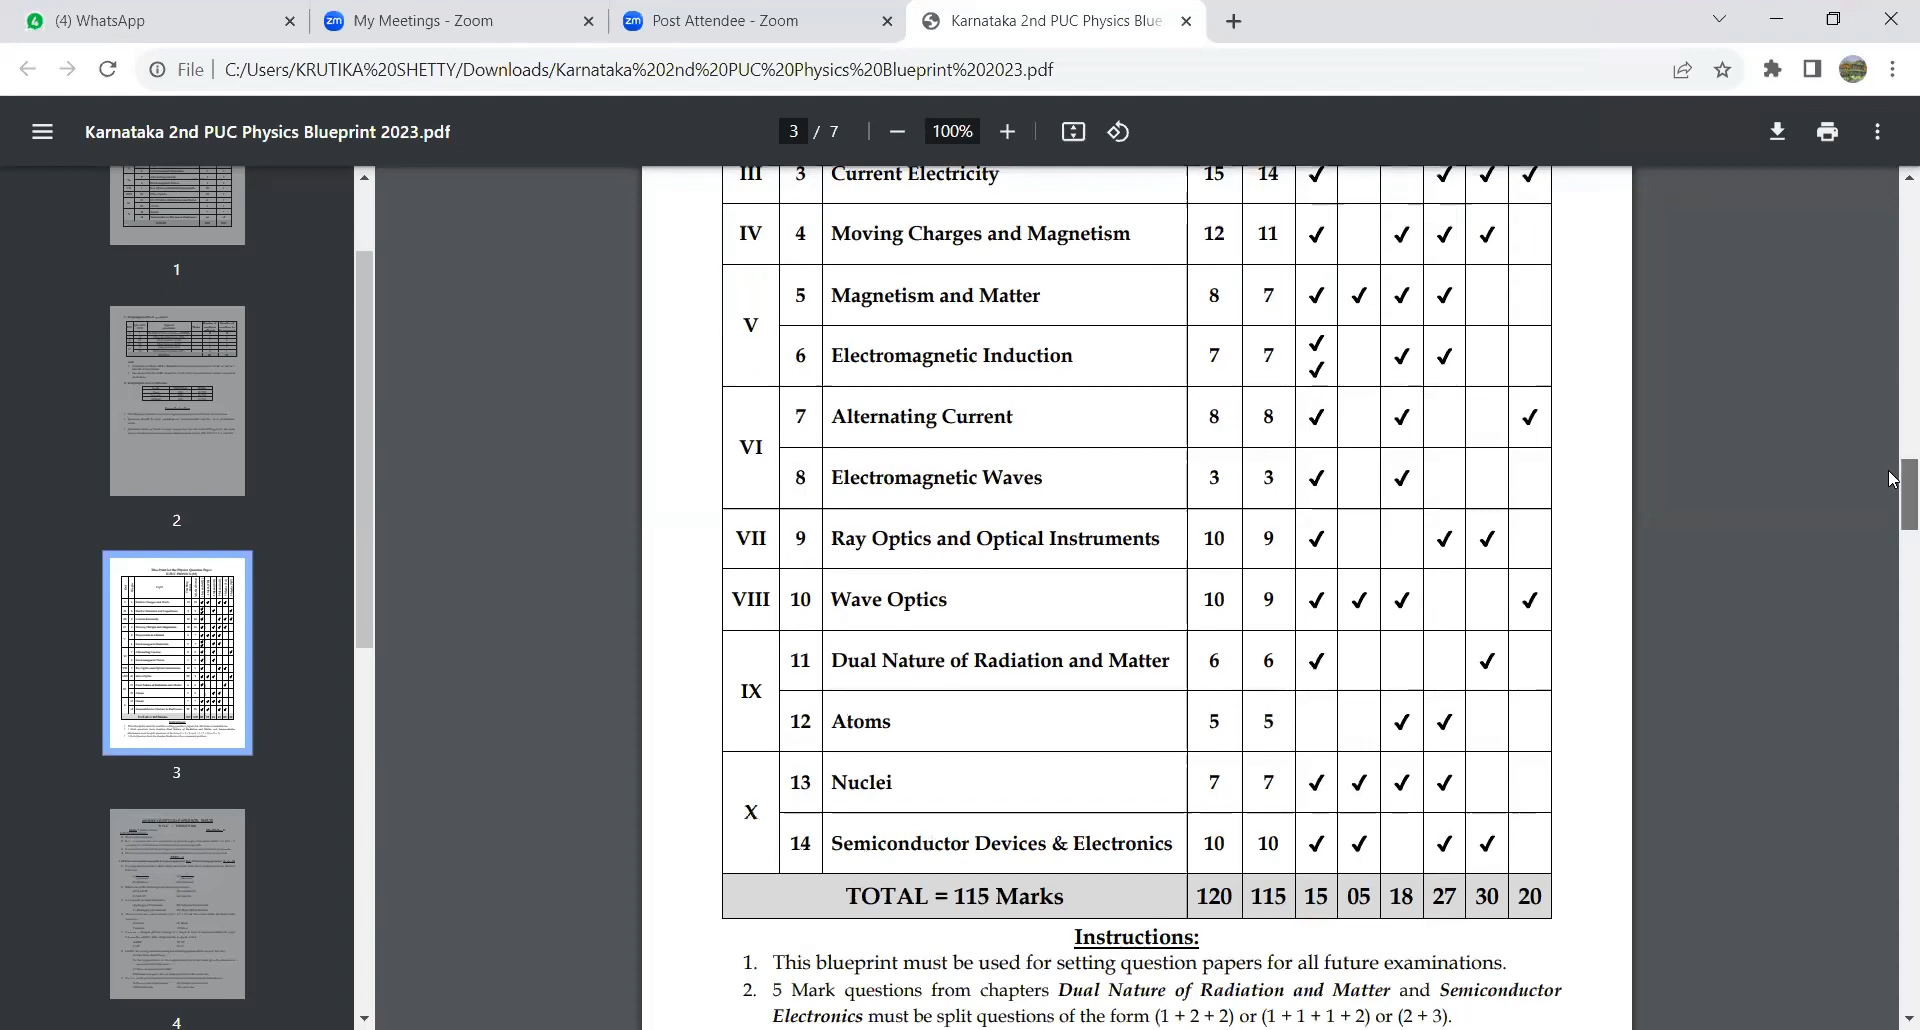 (4) WhatsApp
My Meetings - Zoom
Post Attendee - Zoom
Karnataka 2nd PUC Physics Blue
File | C:/Users/KRUTIKA%20SHETTY/Downloads/Karnataka%202nd%20PUC%20Physics%20Blueprint%202023.pdf
Karnataka 2nd PUC Physics Blueprint 2023.pdf
3 / 7
100%
1
2
3
4
III 3 Current Electricity 15 14 ✔ ✔ ✔ ✔
IV 4 Moving Charges and Magnetism 12 11 ✔ ✔ ✔ ✔
V
5 Magnetism and Matter 8 7 ✔ ✔ ✔ ✔
6 Electromagnetic Induction 7 7 ✔ ✔ ✔ ✔
VI
7 Alternating Current 8 8 ✔ ✔ ✔
8 Electromagnetic Waves 3 3 ✔ ✔
VII 9 Ray Optics and Optical Instruments 10 9 ✔ ✔ ✔
VIII 10 Wave Optics 10 9 ✔ ✔ ✔ ✔
IX
11 Dual Nature of Radiation and Matter 6 6 ✔ ✔
12 Atoms 5 5 ✔ ✔
X
13 Nuclei 7 7 ✔ ✔ ✔ ✔
14 Semiconductor Devices & Electronics 10 10 ✔ ✔ ✔ ✔
TOTAL = 115 Marks 120 115 15 05 18 27 30 20
Instructions:
1. This blueprint must be used for setting question papers for all future examinations.
2. 5 Mark questions from chapters Dual Nature of Radiation and Matter and Semiconductor
Electronics must be split questions of the form (1 + 2 + 2) or (1 + 1 + 1 + 2) or (2 + 3).